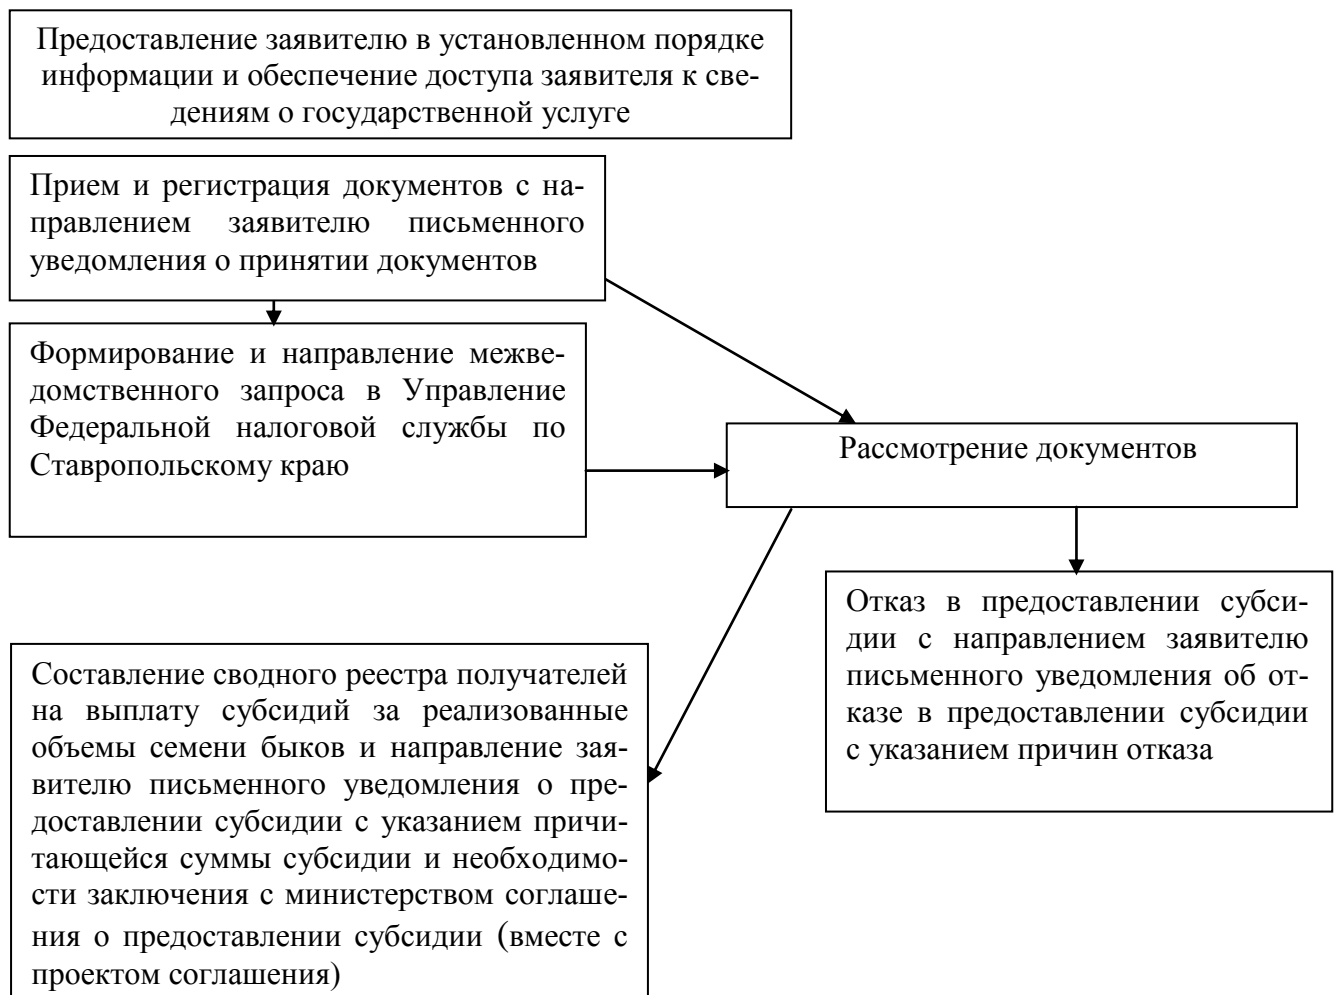 Предоставление заявителю в установленном порядке
информации и обеспечение доступа заявителя к све-
дениям о государственной услуге
Прием и регистрация документов с на-
правлением заявителю письменного
уведомления о принятии документов
Формирование и направление межве-
домственного запроса в Управление
Федеральной налоговой службы по
Ставропольскому краю
Рассмотрение документов
Отказ в предоставлении субси-
дии с направлением заявителю
письменного уведомления об от-
казе в предоставлении субсидии
с указанием причин отказа
Составление сводного реестра получателей
на выплату субсидий за реализованные
объемы семени быков и направление зая-
вителю письменного уведомления о пре-
доставлении субсидии с указанием причи-
тающейся суммы субсидии и необходимо-
сти заключения с министерством соглаше-
ния о предоставлении субсидии (вместе с
проектом соглашения)